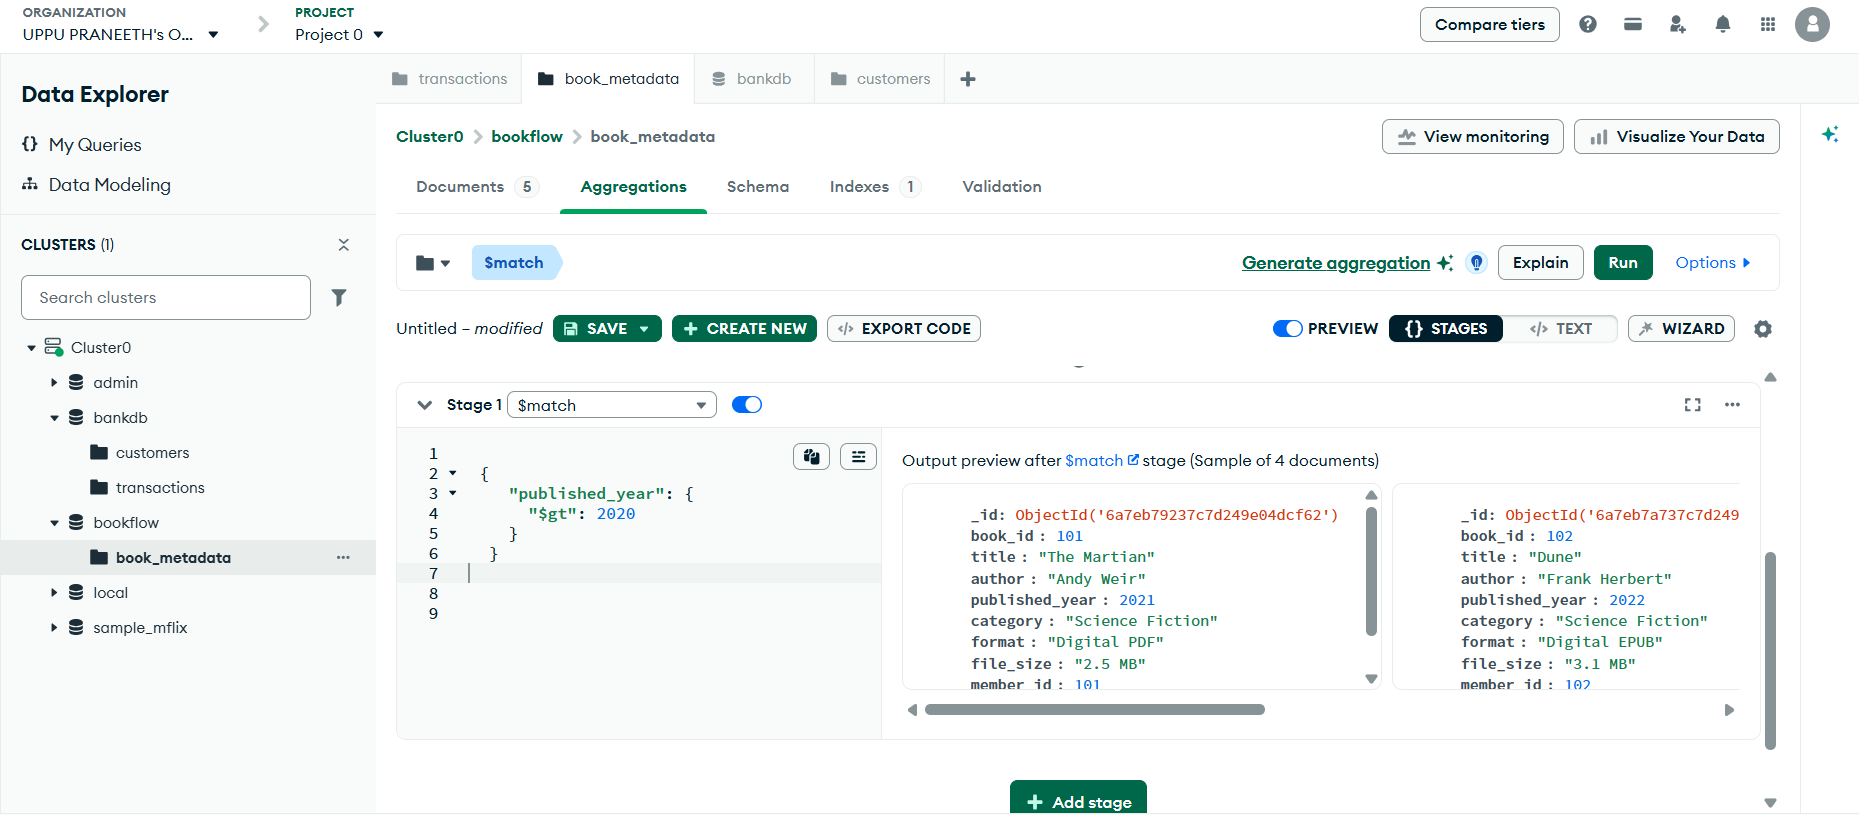 ORGANIZATION
UPPU PRANEETH's O...
PROJECT
Project 0
Compare tiers
Data Explorer
My Queries
Data Modeling
CLUSTERS (1)
Search clusters
Cluster0
admin
bankdb
customers
transactions
bookflow
book_metadata
local
sample_mflix
transactions
book_metadata
bankdb
customers
Cluster0 > bookflow > book_metadata
View monitoring
Visualize Your Data
Documents 5
Aggregations
Schema
Indexes 1
Validation
$match
Generate aggregation
Explain
Run
Options
Untitled – modified
SAVE
CREATE NEW
EXPORT CODE
PREVIEW
{} STAGES
</> TEXT
WIZARD
Stage 1 $match
1
2 {
3 "published_year": {
4 "$gt": 2020
5 }
6 }
7
8
9
Output preview after $match stage (Sample of 4 documents)
_id: ObjectId('6a7eb79237c7d249e04dcf62')
book_id : 101
title : "The Martian"
author : "Andy Weir"
published_year : 2021
category : "Science Fiction"
format : "Digital PDF"
file_size : "2.5 MB"
member_id : 101
_id: ObjectId('6a7eb7a737c7d249
book_id : 102
title : "Dune"
author : "Frank Herbert"
published_year : 2022
category : "Science Fiction"
format : "Digital EPUB"
file_size : "3.1 MB"
member_id : 102
Add stage